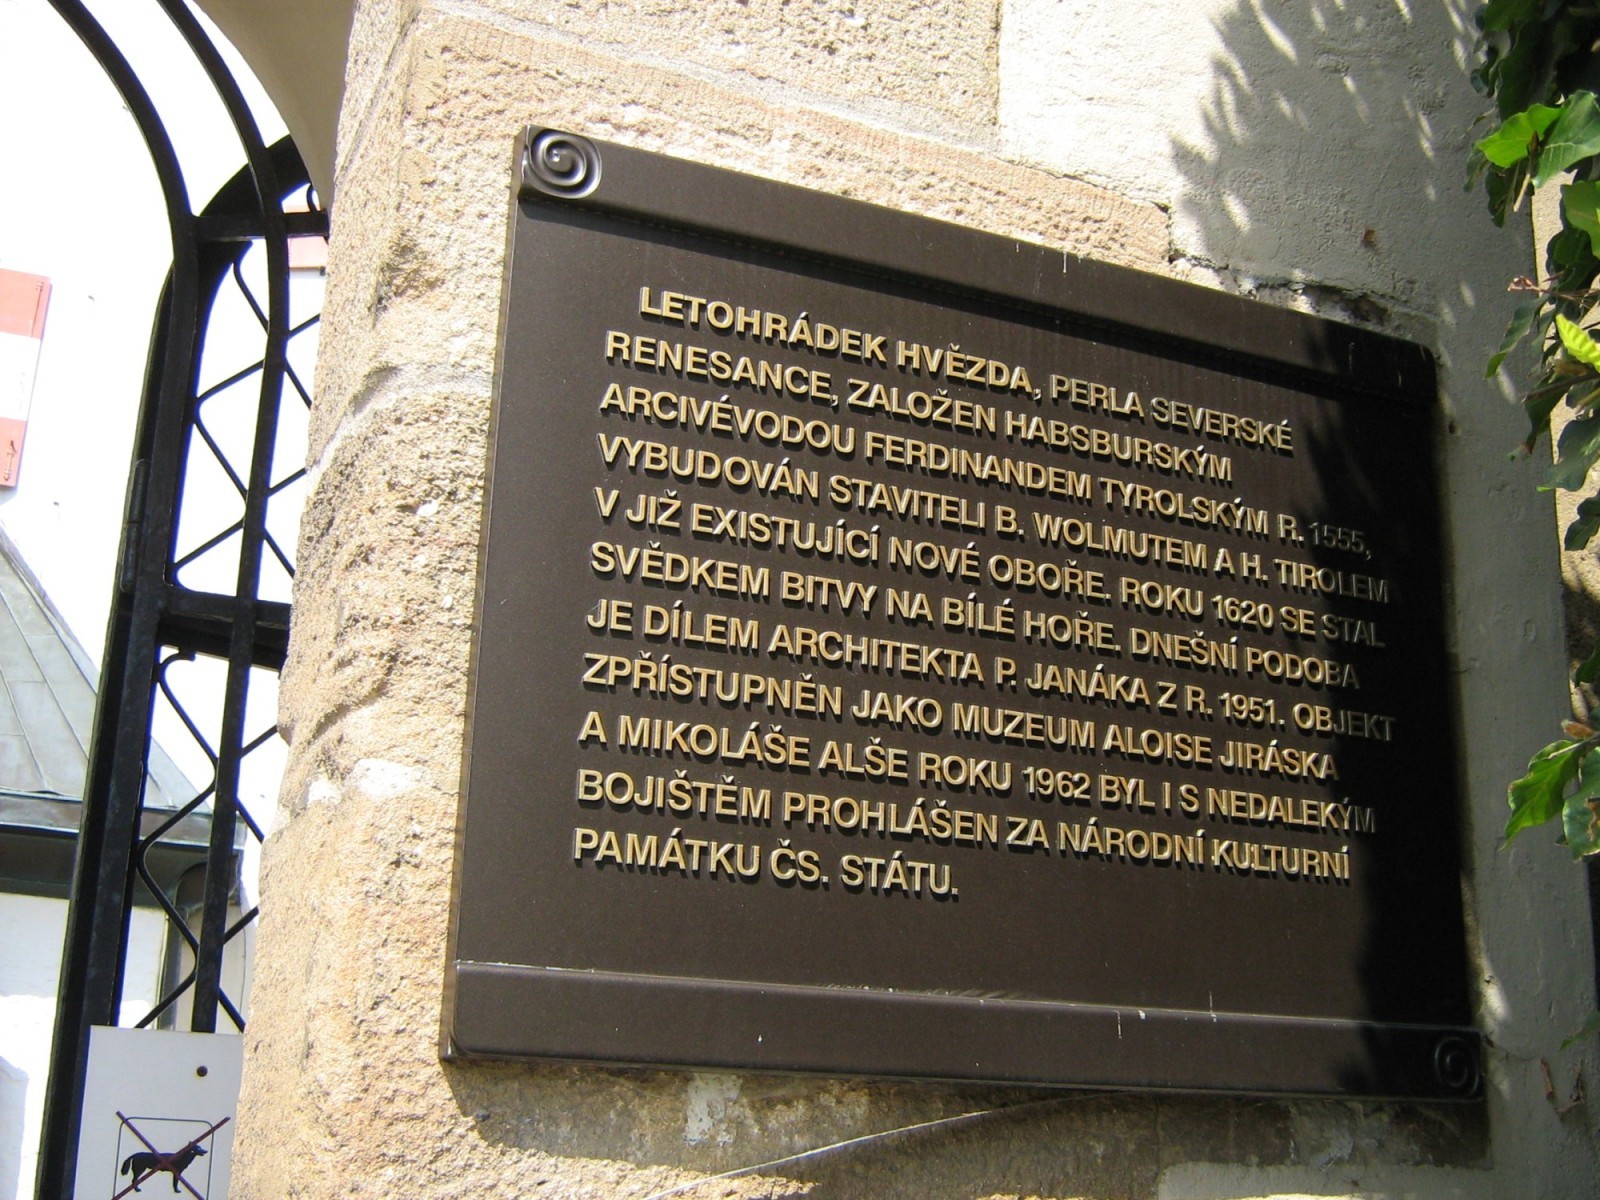 LETOHRÁDEK HVĚZDA, PERLA SEVERSKÉ
RENESANCE, ZALOŽEN HABSBURSKÝM
ARCIVÉVODOU FERDINANDEM TYROLSKÝM R. 1555,
VYBUDOVÁN STAVITELI B. WOLMUTEM A H. TIROLEM
V JIŽ EXISTUJÍCÍ NOVÉ OBOŘE. ROKU 1620 SE STAL
SVĚDKEM BITVY NA BÍLÉ HOŘE. DNEŠNÍ PODOBA
JE DÍLEM ARCHITEKTA P. JANÁKA Z R. 1951. OBJEKT
ZPŘÍSTUPNĚN JAKO MUZEUM ALOISE JIRÁSKA
A MIKOLÁŠE ALŠE ROKU 1962 BYL I S NEDALEKÝM
BOJIŠTĚM PROHLÁŠEN ZA NÁRODNÍ KULTURNÍ
PAMÁTKU ČS. STÁTU.